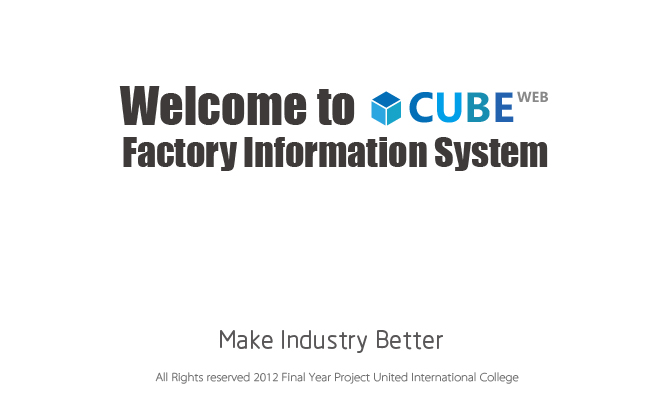 Welcome to CUBE WEB
Factory Information System
Make Industry Better
All Rights reserved 2012 Final Year Project United International College